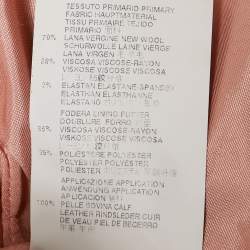 TESSUTO PRIMARIO PRIMARY
FABRIC HAUPTMATERIAL
TISSU PRIMAIRE TEJIDO
PRIMARIO
70% LANA VERGINE NEW WOOL
SCHURWOLLE LAINE VIERGE
LANA VIRGEN
28% VISCOSA VISCOSE-RAYON
VISKOSE VISCOSE VISCOSA
2% ELASTAN ELASTANE SPANDEX
ELASTHAN ELASTHANNE
ELASTANO
FODERA LINING FUTTER
DOUBLURE FORRO
VISCOSA VISCOSE-RAYON
VISKOSE VISCOSE VISCOSA
POLIESTERE POLYESTER
POLYESTER POLYESTER
POLIESTER
APPLICAZIONE APPLICATION
ANWENDUNG APPLICATION
APLICACION
100% PELLE BOVINA CALF
LEATHER RINDSLEDER CUIR
DE VEAU PIEL DE BECERRO